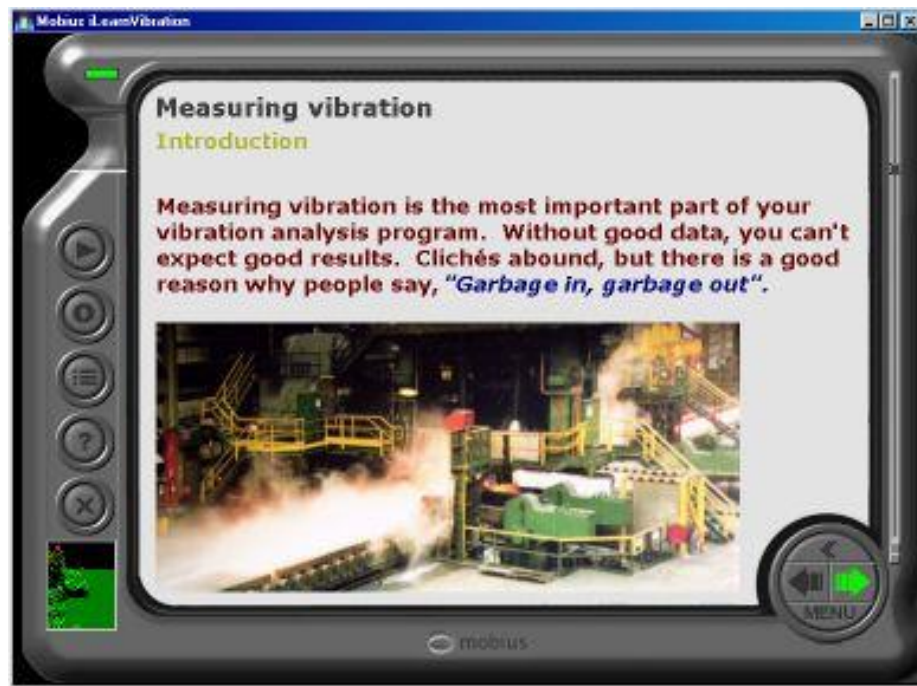 Mobius iLearnVibration
Measuring vibration
Introduction
Measuring vibration is the most important part of your
vibration analysis program.  Without good data, you can't
expect good results.  Clichés abound, but there is a good
reason why people say, "Garbage in, garbage out".
MENU
mobius